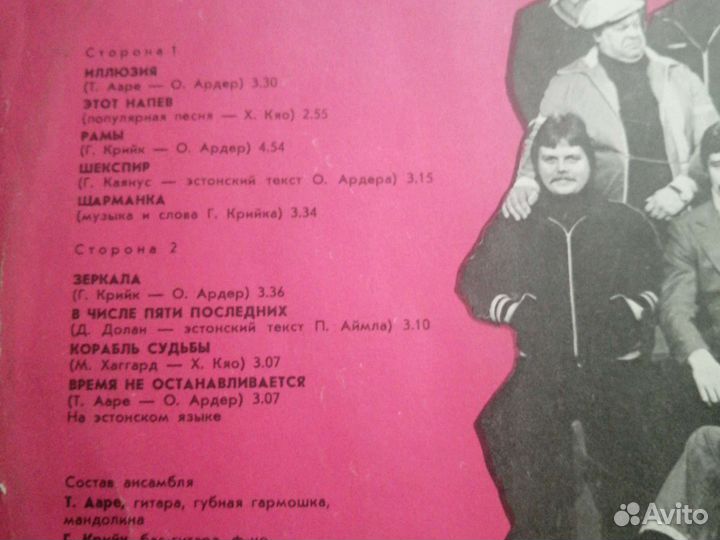 Сторона 1
ИЛЛЮЗИЯ
(Т. Ааре — О. Ардер) 3.30
ЭТОТ НАПЕВ
(популярная песня — Х. Кяо) 2.55
РАМЫ
(Г. Крийк — О. Ардер) 4.54
ШЕКСПИР
(Г. Каянус — эстонский текст О. Ардера) 3.15
ШАРМАНКА
(музыка и слова Г. Крийка) 3.34
Сторона 2
ЗЕРКАЛА
(Г. Крийк — О. Ардер) 3.36
В ЧИСЛЕ ПЯТИ ПОСЛЕДНИХ
(Д. Долан — эстонский текст П. Аймла) 3.10
КОРАБЛЬ СУДЬБЫ
(М. Хаггард — Х. Кяо) 3.07
ВРЕМЯ НЕ ОСТАНАВЛИВАЕТСЯ
(Т. Ааре — О. Ардер) 3.07
На эстонском языке
Состав ансамбля
Т. Ааре, гитара, губная гармошка,
мандолина
Г. Крийк, бас-гитара,
Avito